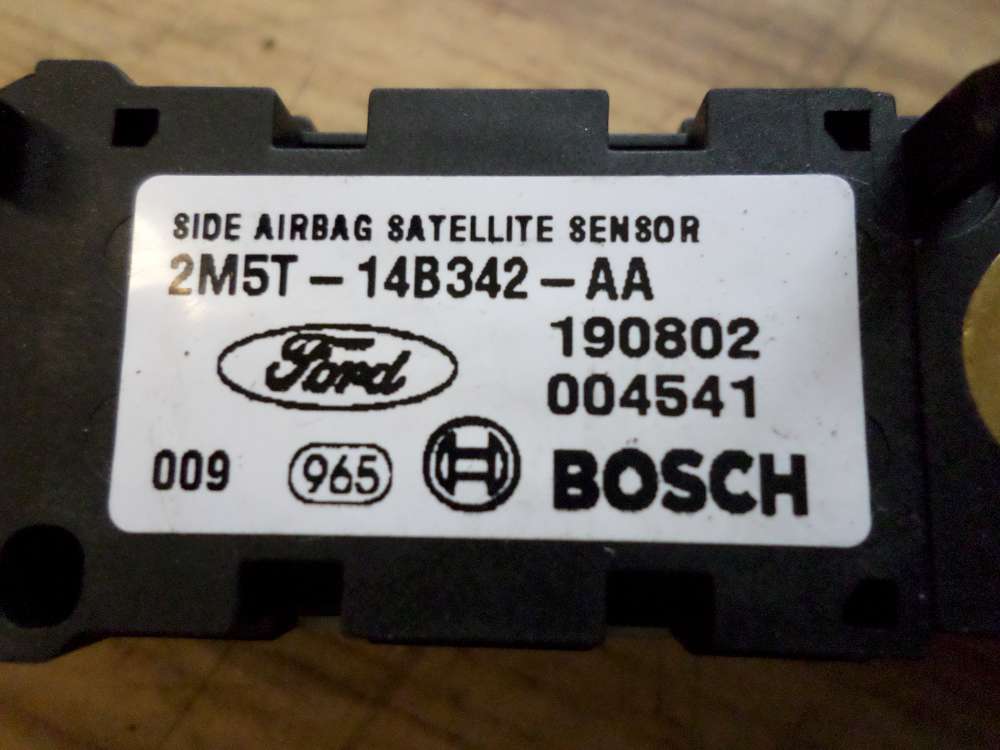 SIDE AIRBAG SATELLITE SENSOR
2M5T-14B342-AA
Ford
190802
004541
009 965 BOSCH